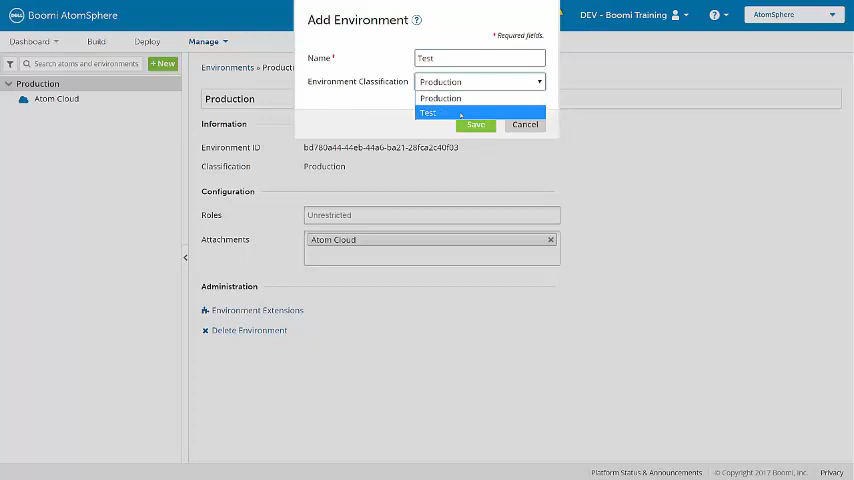 DELL Boomi AtomSphere
DEV - Boomi Training
?
AtomSphere
Dashboard
Build
Deploy
Manage
Search atoms and environments
+ New
Production
Atom Cloud
Add Environment ?
* Required fields.
Name *
Test
Environment Classification
Production
Production
Test
Save
Cancel
Environments » Producti
Production
Information
Environment ID
bd780a44-44eb-44a6-ba21-28fca2c40f03
Classification
Production
Configuration
Roles
Unrestricted
Attachments
Atom Cloud
Administration
Environment Extensions
Delete Environment
Platform Status & Announcements
© Copyright 2017 Boomi, Inc.
Privacy